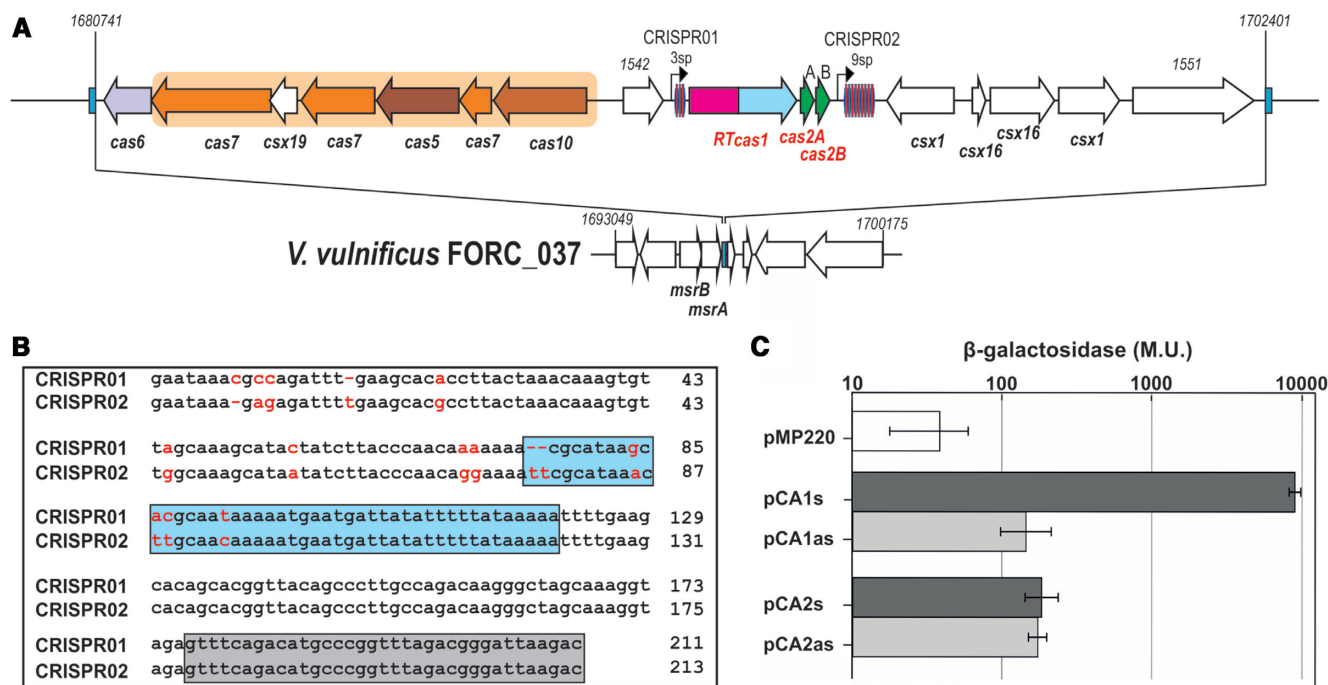 A
1680741
1702401
CRISPR01
CRISPR02
1542
3sp
A B
9sp
1551
cas6
cas7
csx19
cas7
cas5
cas7
cas10
RTcas1
cas2A
cas2B
csx1
csx16
csx16
csx1
1693049
1700175
V. vulnificus FORC_037
msrB
msrA
B
CRISPR01 gaataaacgccagattt-gaagcacaccttactaaacaaagtgt 43
CRISPR02 gaataaa-gagagattttgaagcacgccttactaaacaaagtgt 43
CRISPR01 tagcaaagcatactatcttacccaacaaaaaaa--cgcataagc 85
CRISPR02 tggcaaagcataatatcttacccaacaggaaaattcgcataaac 87
CRISPR01 acgcaataaaaatgaatgattatatttttataaaaattttgaag 129
CRISPR02 ttgcaacaaaaatgaatgattatatttttataaaaattttgaag 131
CRISPR01 cacagcacggttacagcccttgccagacaagggctagcaaaggt 173
CRISPR02 cacagcacggttacagcccttgccagacaagggctagcaaaggt 175
CRISPR01 agagtttcagacatgcccggtttagacgggattaagac 211
CRISPR02 agagtttcagacatgcccggtttagacgggattaagac 213
C
β-galactosidase (M.U.)
10 100 1000 10000
pMP220
pCA1s
pCA1as
pCA2s
pCA2as